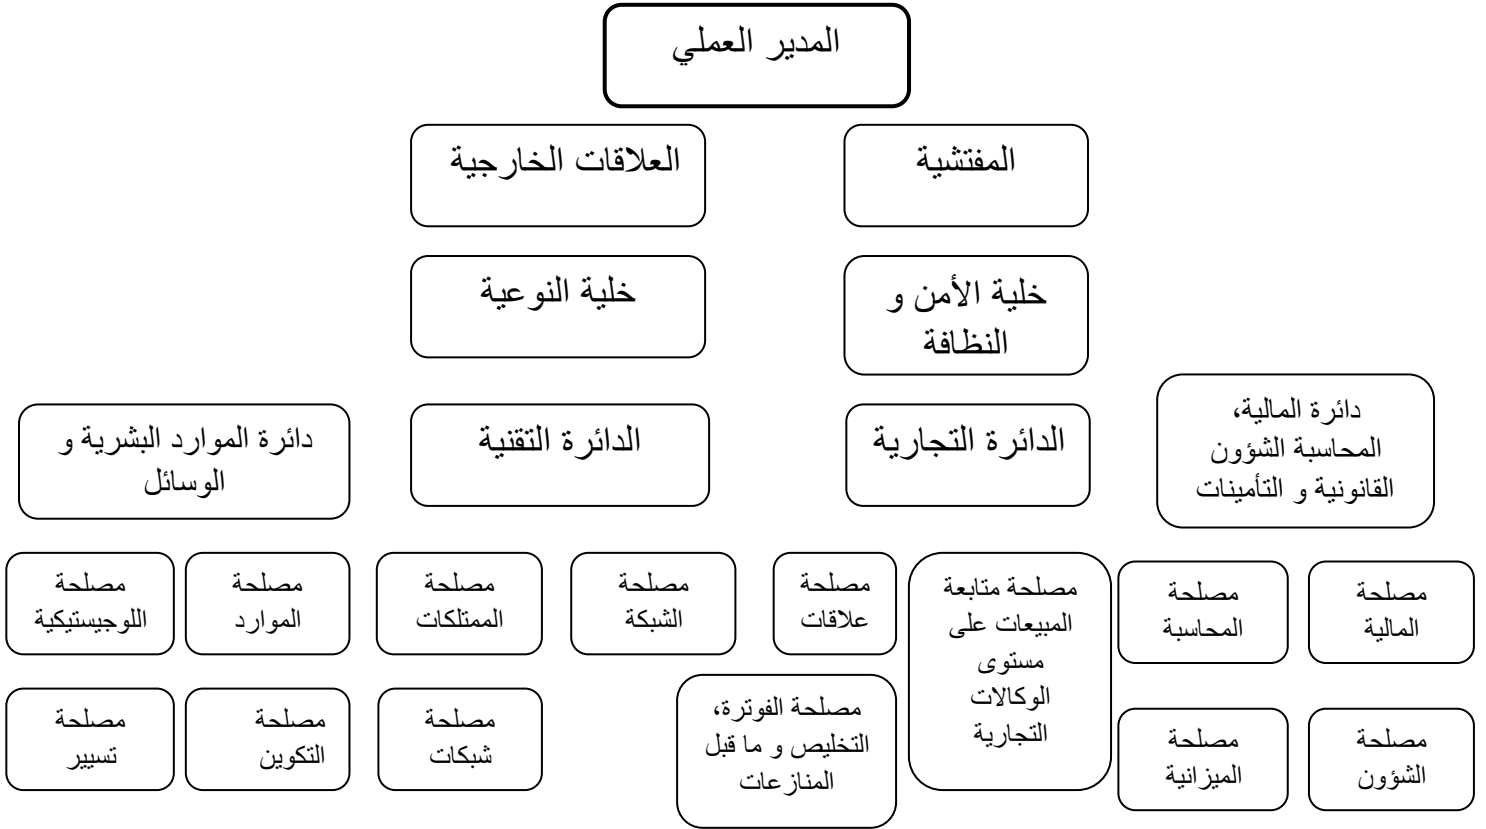 المدير العملي
المفتشية
العلاقات الخارجية
خلية الأمن و
النظافة
خلية النوعية
دائرة المالية،
المحاسبة الشؤون
القانونية و التأمينات
الدائرة التجارية
الدائرة التقنية
دائرة الموارد البشرية و
الوسائل
مصلحة
المالية
مصلحة
المحاسبة
مصلحة متابعة
المبيعات على
مستوى
الوكالات
التجارية
مصلحة
علاقات
مصلحة
الشبكة
مصلحة
الممتلكات
مصلحة
الموارد
مصلحة
اللوجيستيكية
مصلحة
الشؤون
مصلحة
الميزانية
مصلحة الفوترة،
التخليص و ما قبل
المنازعات
مصلحة
شبكات
مصلحة
التكوين
مصلحة
تسيير